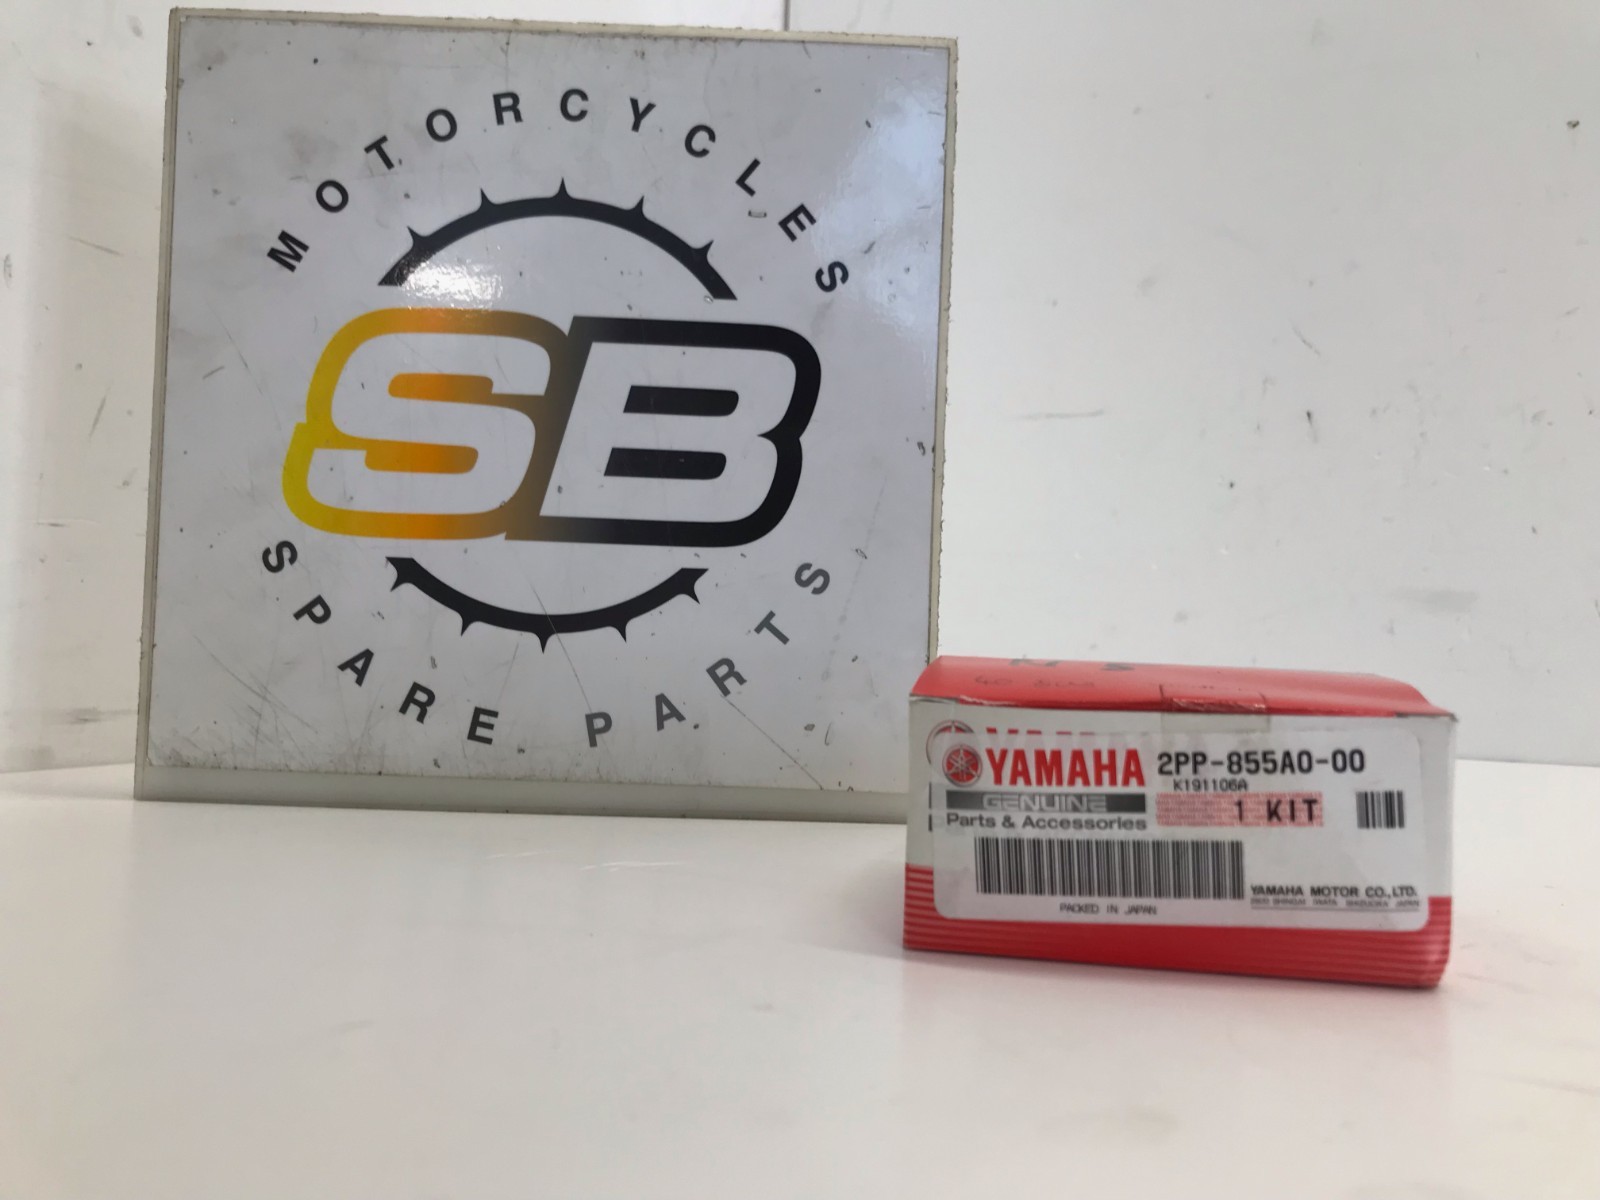 MOTORCYCLES
SB
SPARE PARTS
YAMAHA
2PP-855A0-00
K191106A
GENUINE
1 KIT
Parts & Accessories
YAMAHA MOTOR CO.,LTD.
PACKED IN JAPAN